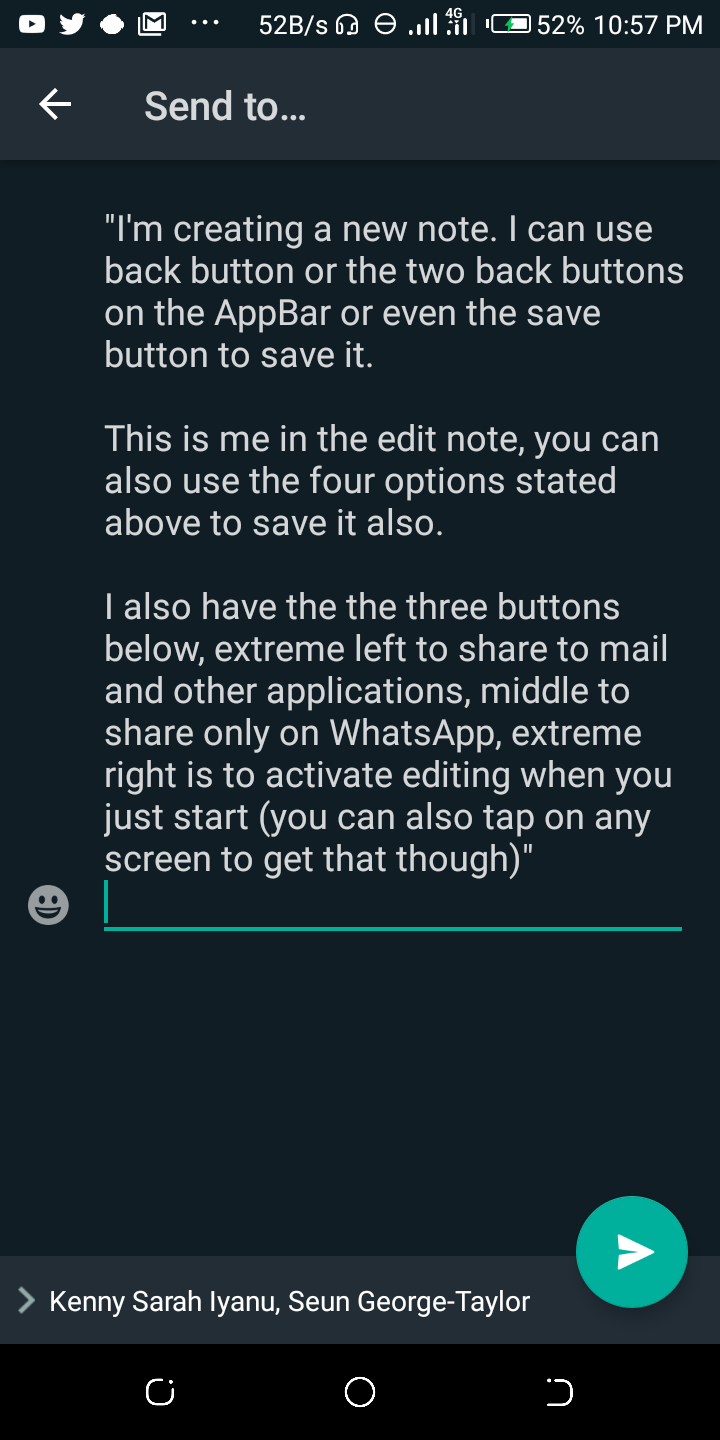 52B/s 4G 52% 10:57 PM
Send to...
"I'm creating a new note. I can use
back button or the two back buttons
on the AppBar or even the save
button to save it.
This is me in the edit note, you can
also use the four options stated
above to save it also.
I also have the the three buttons
below, extreme left to share to mail
and other applications, middle to
share only on WhatsApp, extreme
right is to activate editing when you
just start (you can also tap on any
screen to get that though)"
Kenny Sarah Iyanu, Seun George-Taylor